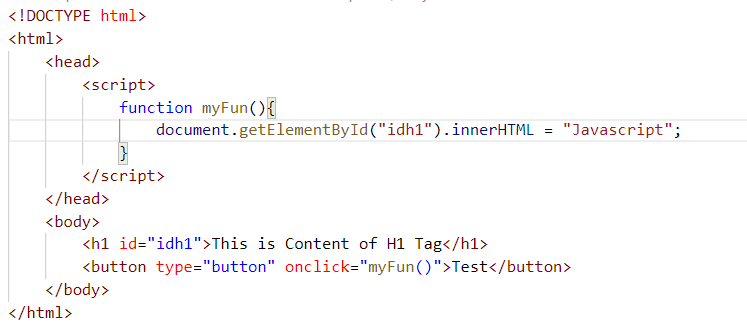 <!DOCTYPE html>
<html>
    <head>
        <script>
            function myFun(){
                document.getElementById("idh1").innerHTML = "Javascript";
            }
        </script>
    </head>
    <body>
        <h1 id="idh1">This is Content of H1 Tag</h1>
        <button type="button" onclick="myFun()">Test</button>
    </body>
</html>